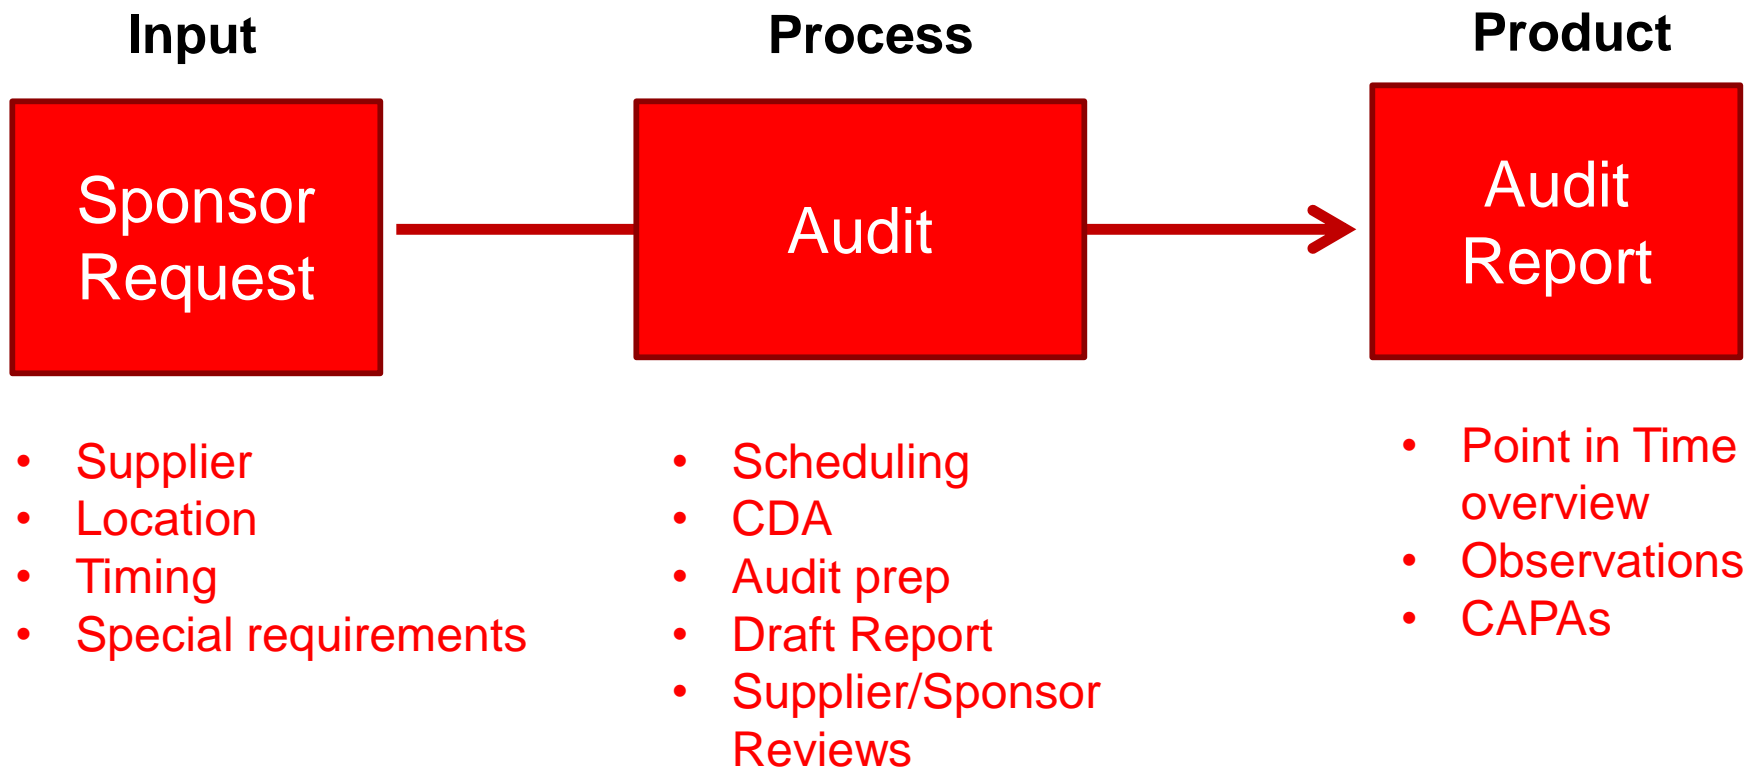 Input
Process
Product
Sponsor
Request
Audit
Audit
Report
• Supplier
• Location
• Timing
• Special requirements
• Scheduling
• CDA
• Audit prep
• Draft Report
• Supplier/Sponsor
Reviews
• Point in Time
overview
• Observations
• CAPAs